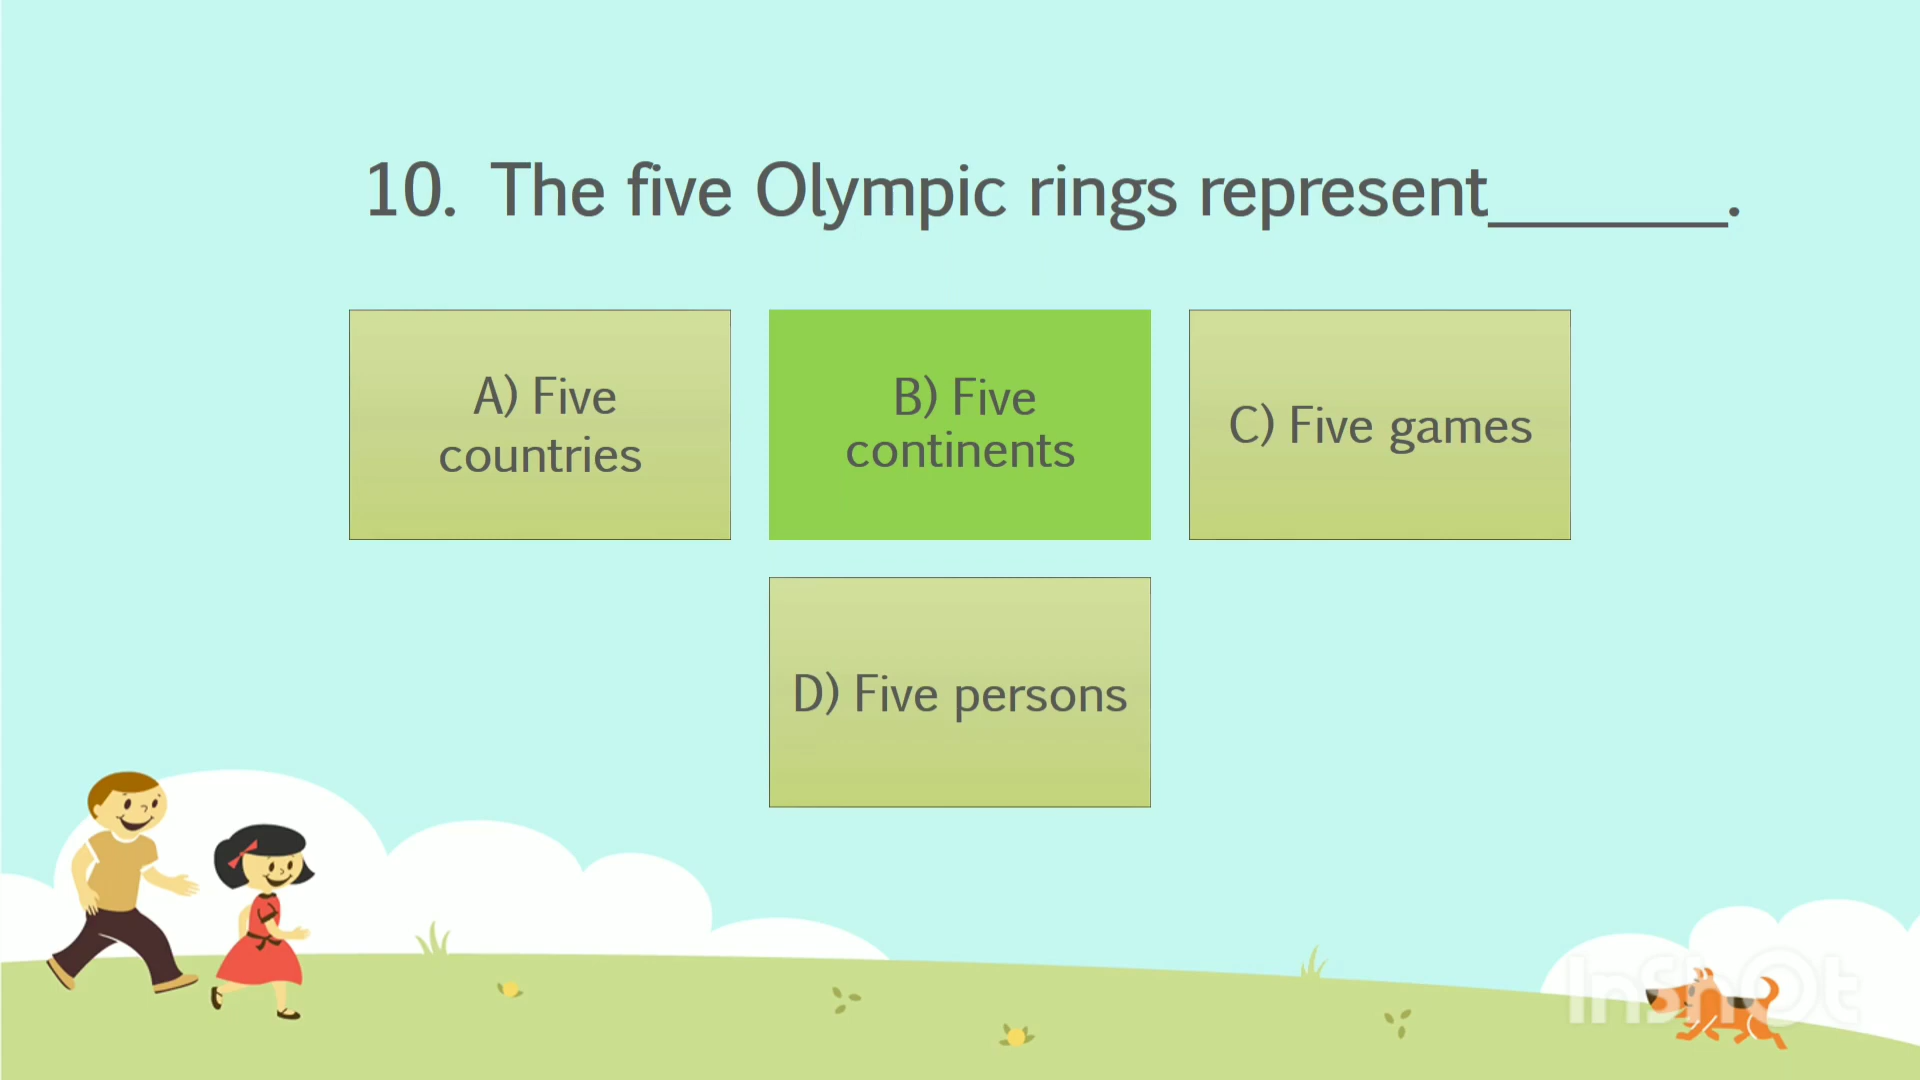 10. The five Olympic rings represent_______.
A) Five
countries
B) Five
continents
C) Five games
D) Five persons
InShOt